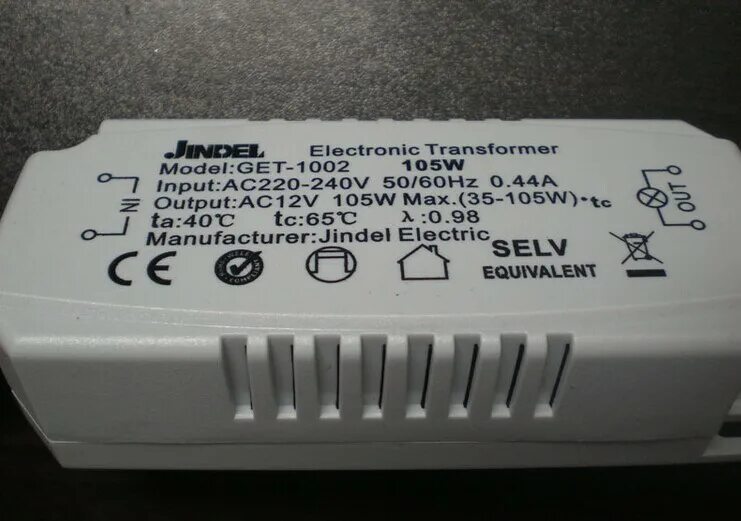 JINDEL Electronic Transformer
Model:GET-1002 105W
Input:AC220-240V 50/60Hz 0.44A
Output:AC12V 105W Max.(35-105W)•tc
ta:40℃ tc:65℃ λ:0.98
Manufacturer:Jindel Electric
IN
OUT
CE
SELV
EQUIVALENT